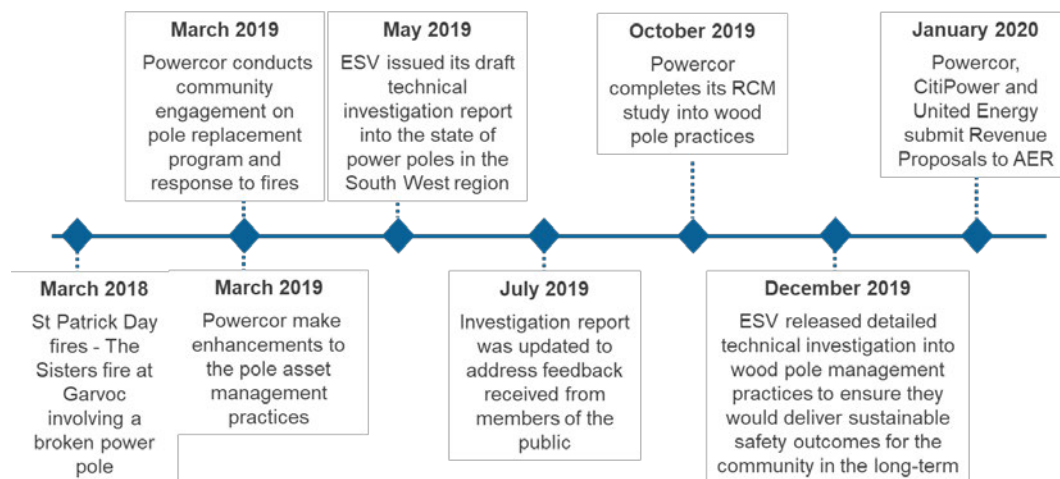 March 2019
Powercor conducts
community
engagement on
pole replacement
program and
response to fires
May 2019
ESV issued its draft
technical
investigation report
into the state of
power poles in the
South West region
October 2019
Powercor
completes its RCM
study into wood
pole practices
January 2020
Powercor,
CitiPower and
United Energy
submit Revenue
Proposals to AER
March 2018
St Patrick Day
fires - The
Sisters fire at
Garvoc
involving a
broken power
pole
March 2019
Powercor make
enhancements to
the pole asset
management
practices
July 2019
Investigation report
was updated to
address feedback
received from
members of the
public
December 2019
ESV released detailed
technical investigation into
wood pole management
practices to ensure they
would deliver sustainable
safety outcomes for the
community in the long-term